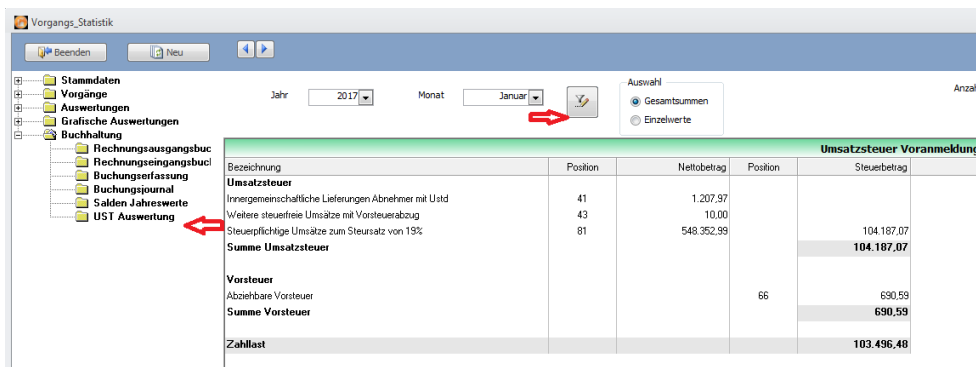 Vorgangs_Statistik
Beenden Neu
Stammdaten
Vorgänge
Auswertungen
Grafische Auswertungen
Buchhaltung
Rechnungsausgangsbuc
Rechnungseingangsbucl
Buchungserfassung
Buchungsjournal
Salden Jahreswerte
UST Auswertung
Jahr 2017 Monat Januar
Auswahl
Gesamtsummen
Einzelwerte
Anzal
Umsatzsteuer Voranmeldung
Bezeichnung Position Nettobetrag Position Steuerbetrag
Umsatzsteuer
Innergemeinschaftliche Lieferungen Abnehmer mit Ustd 41 1.207,97
Weitere steuerfreie Umsätze mit Vorsteuerabzug 43 10,00
Steuerpflichtige Umsätze zum Steursatz von 19% 81 548.352,99 104.187,07
Summe Umsatzsteuer 104.187,07
Vorsteuer
Abziehbare Vorsteuer 66 690,59
Summe Vorsteuer 690,59
Zahllast 103.496,48